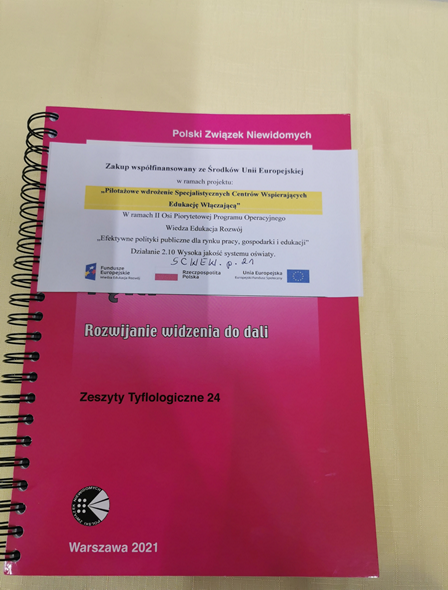 Polski Związek Niewidomych
Zakup współfinansowany ze Środków Unii Europejskiej
w ramach projektu:
„Pilotażowe wdrożenie Specjalistycznych Centrów Wspierających
Edukację Włączającą”
W ramach II Osi Piorytetowej Programu Operacyjnego
Wiedza Edukacja Rozwój
„Efektywne polityki publiczne dla rynku pracy, gospodarki i edukacji”
Działanie 2.10 Wysoka jakość systemu oświaty.
SCWEW. p. 21
Fundusze
Europejskie
Wiedza Edukacja Rozwój
Rzeczpospolita
Polska
Unia Europejska
Europejski Fundusz Społeczny
Rozwijanie widzenia do dali
Zeszyty Tyflologiczne 24
Warszawa 2021